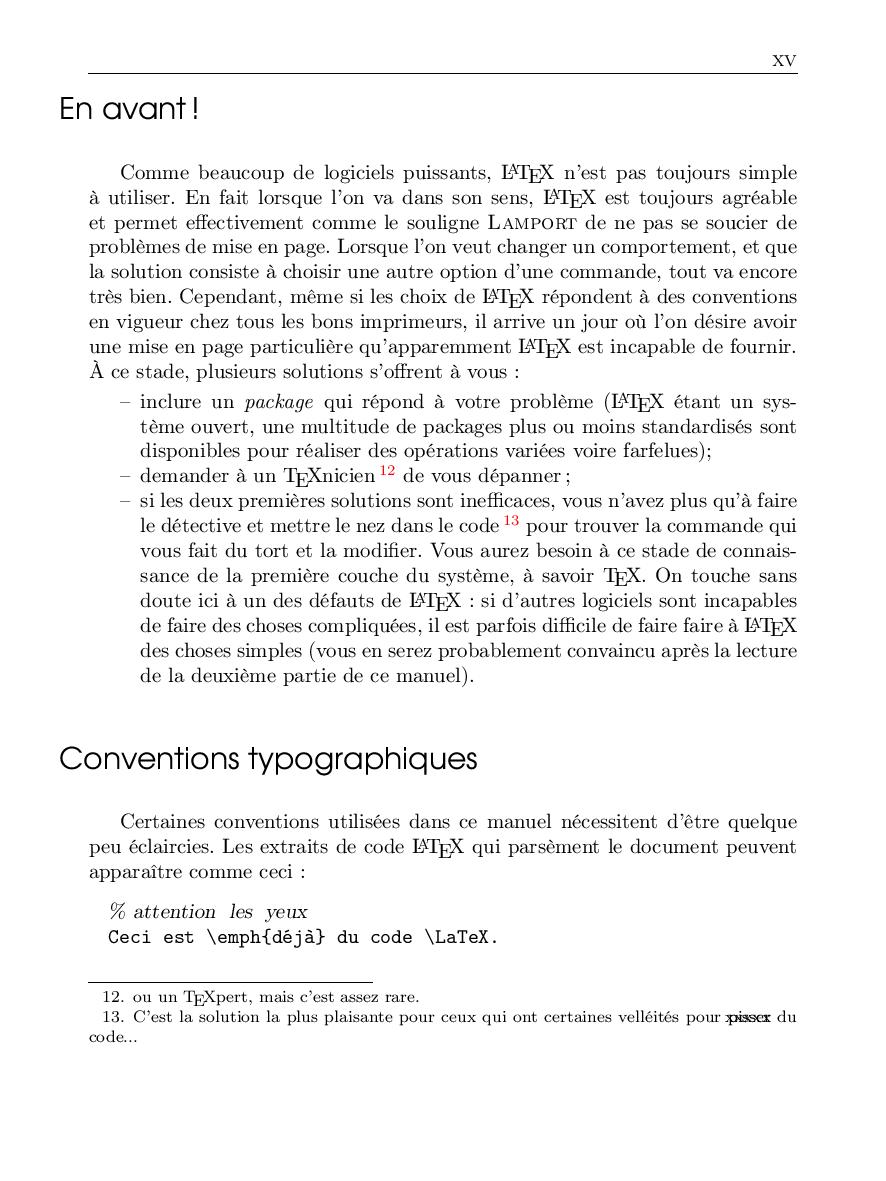 XV
En avant !
Comme beaucoup de logiciels puissants, LATEX n'est pas toujours simple
à utiliser. En fait lorsque l'on va dans son sens, LATEX est toujours agréable
et permet effectivement comme le souligne LAMPORT de ne pas se soucier de
problèmes de mise en page. Lorsque l'on veut changer un comportement, et que
la solution consiste à choisir une autre option d'une commande, tout va encore
très bien. Cependant, même si les choix de LATEX répondent à des conventions
en vigueur chez tous les bons imprimeurs, il arrive un jour où l'on désire avoir
une mise en page particulière qu'apparemment LATEX est incapable de fournir.
À ce stade, plusieurs solutions s'offrent à vous :
– inclure un package qui répond à votre problème (LATEX étant un sys-
tème ouvert, une multitude de packages plus ou moins standardisés sont
disponibles pour réaliser des opérations variées voire farfelues);
– demander à un TEXnicien 12 de vous dépanner ;
– si les deux premières solutions sont inefficaces, vous n'avez plus qu'à faire
le détective et mettre le nez dans le code 13 pour trouver la commande qui
vous fait du tort et la modifier. Vous aurez besoin à ce stade de connais-
sance de la première couche du système, à savoir TEX. On touche sans
doute ici à un des défauts de LATEX : si d'autres logiciels sont incapables
de faire des choses compliquées, il est parfois difficile de faire faire à LATEX
des choses simples (vous en serez probablement convaincu après la lecture
de la deuxième partie de ce manuel).
Conventions typographiques
Certaines conventions utilisées dans ce manuel nécessitent d'être quelque
peu éclaircies. Les extraits de code LATEX qui parsèment le document peuvent
apparaître comme ceci :
% attention les yeux
Ceci est \emph{déjà} du code \LaTeX.
12. ou un TEXpert, mais c'est assez rare.
13. C'est la solution la plus plaisante pour ceux qui ont certaines velléités pour du
code...